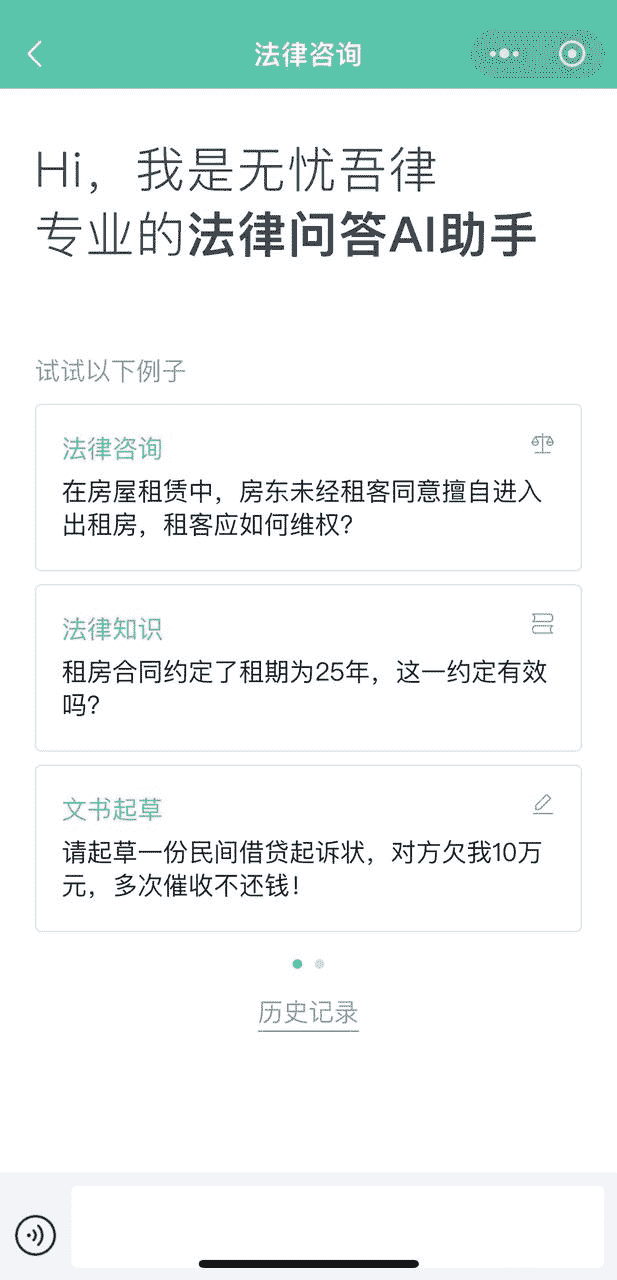 法律咨询
Hi，我是无忧吾律
专业的法律问答AI助手
试试以下例子
法律咨询
在房屋租赁中，房东未经租客同意擅自进入
出租房，租客应如何维权？
法律知识
租房合同约定了租期为25年，这一约定有效
吗？
文书起草
请起草一份民间借贷起诉状，对方欠我10万
元，多次催收不还钱！
历史记录